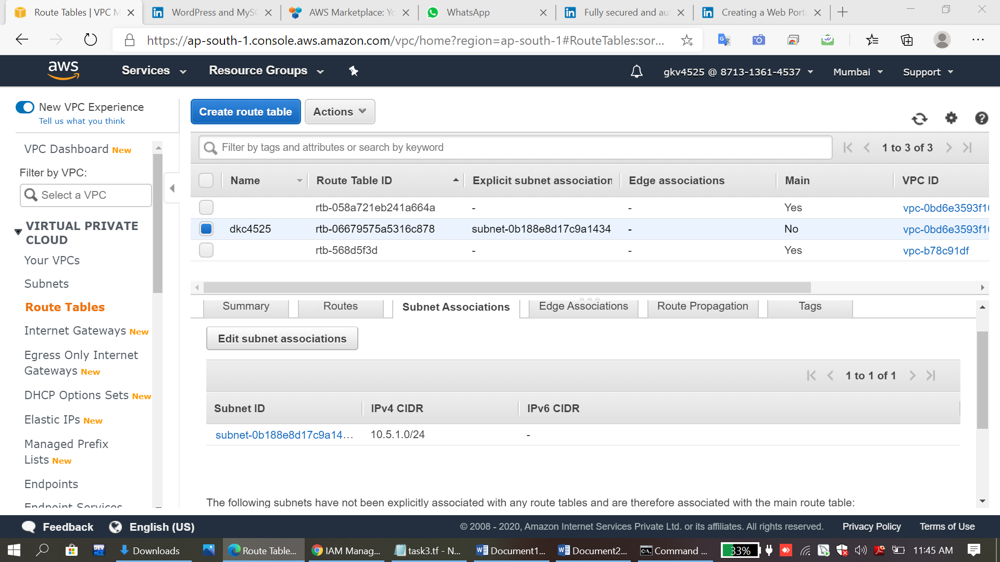 Route Tables | VPC M
WordPress and MySQ
AWS Marketplace: Yo
WhatsApp
Fully secured and au
Creating a Web Porta
https://ap-south-1.console.aws.amazon.com/vpc/home?region=ap-south-1#RouteTables:sor...
aws
Services
Resource Groups
gkv4525 @ 8713-1361-4537
Mumbai
Support
New VPC Experience
Tell us what you think
VPC Dashboard New
Filter by VPC:
Select a VPC
VIRTUAL PRIVATE
CLOUD
Your VPCs
Subnets
Route Tables
Internet Gateways New
Egress Only Internet
Gateways New
DHCP Options Sets New
Elastic IPs New
Managed Prefix
Lists New
Endpoints
Endpoint Services
Create route table
Actions
Filter by tags and attributes or search by keyword
1 to 3 of 3
Name Route Table ID Explicit subnet association Edge associations Main VPC ID
rtb-058a721eb241a664a - - Yes vpc-0bd6e3593f1
dkc4525 rtb-06679575a5316c878 subnet-0b188e8d17c9a1434 - No vpc-0bd6e3593f1
rtb-568d5f3d - - Yes vpc-b78c91df
Summary Routes Subnet Associations Edge Associations Route Propagation Tags
Edit subnet associations
1 to 1 of 1
Subnet ID IPv4 CIDR IPv6 CIDR
subnet-0b188e8d17c9a14... 10.5.1.0/24 -
The following subnets have not been explicitly associated with any route tables and are therefore associated with the main route table:
Feedback
English (US)
© 2008 - 2020, Amazon Internet Services Private Ltd. or its affiliates. All rights reserved.
Privacy Policy
Terms of Use
DEV
Downloads
Route Table...
IAM Manag...
task3.tf - N...
Document1...
Document2...
Command ...
33%
11:45 AM